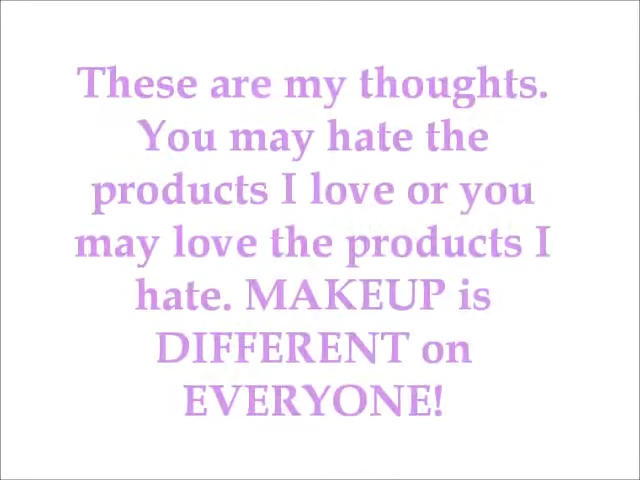 These are my thoughts.
You may hate the
products I love or you
may love the products I
hate. MAKEUP is
DIFFERENT on
EVERYONE!